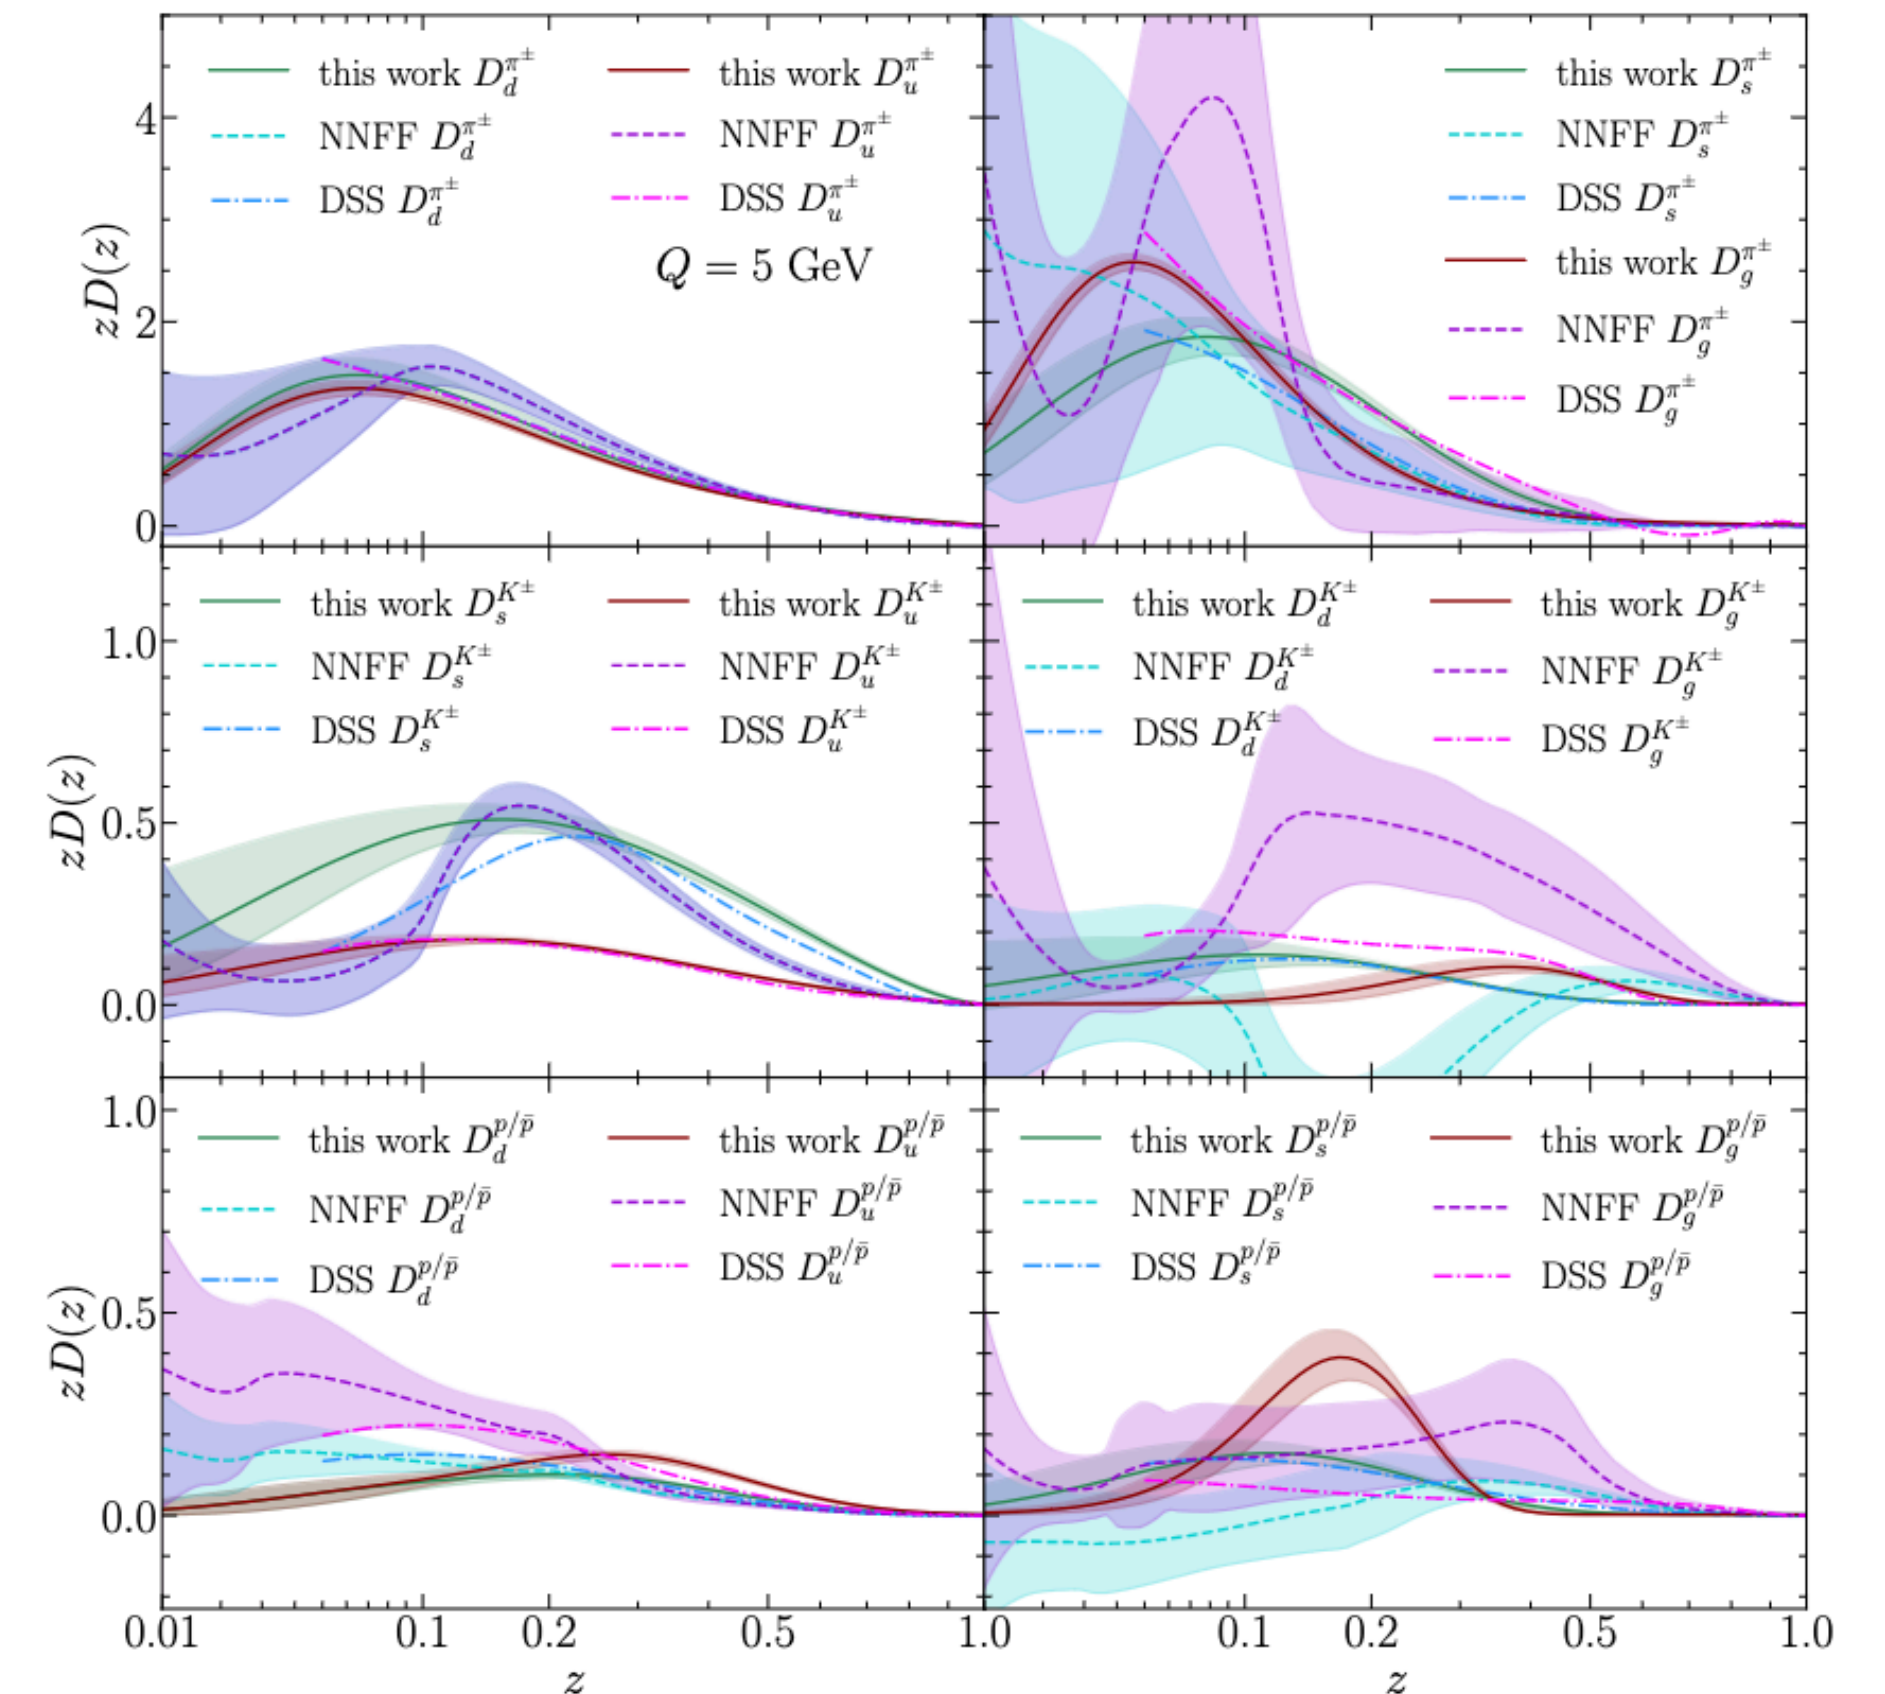 this work $D_d^{\pi^\pm}$ this work $D_u^{\pi^\pm}$
NNFF $D_d^{\pi^\pm}$ NNFF $D_u^{\pi^\pm}$
DSS $D_d^{\pi^\pm}$ DSS $D_u^{\pi^\pm}$
$Q = 5$ GeV
4
2
0
$zD(z)$
this work $D_s^{\pi^\pm}$
NNFF $D_s^{\pi^\pm}$
DSS $D_s^{\pi^\pm}$
this work $D_g^{\pi^\pm}$
NNFF $D_g^{\pi^\pm}$
DSS $D_g^{\pi^\pm}$
this work $D_s^{K^\pm}$ this work $D_u^{K^\pm}$
NNFF $D_s^{K^\pm}$ NNFF $D_u^{K^\pm}$
DSS $D_s^{K^\pm}$ DSS $D_u^{K^\pm}$
1.0
0.5
0.0
$zD(z)$
this work $D_d^{K^\pm}$ this work $D_g^{K^\pm}$
NNFF $D_d^{K^\pm}$ NNFF $D_g^{K^\pm}$
DSS $D_d^{K^\pm}$ DSS $D_g^{K^\pm}$
this work $D_d^{p/\bar{p}}$ this work $D_u^{p/\bar{p}}$
NNFF $D_d^{p/\bar{p}}$ NNFF $D_u^{p/\bar{p}}$
DSS $D_d^{p/\bar{p}}$ DSS $D_u^{p/\bar{p}}$
1.0
0.5
0.0
$zD(z)$
this work $D_s^{p/\bar{p}}$ this work $D_g^{p/\bar{p}}$
NNFF $D_s^{p/\bar{p}}$ NNFF $D_g^{p/\bar{p}}$
DSS $D_s^{p/\bar{p}}$ DSS $D_g^{p/\bar{p}}$
0.01 0.1 0.2 0.5 1.0 0.1 0.2 0.5 1.0
$z$ $z$